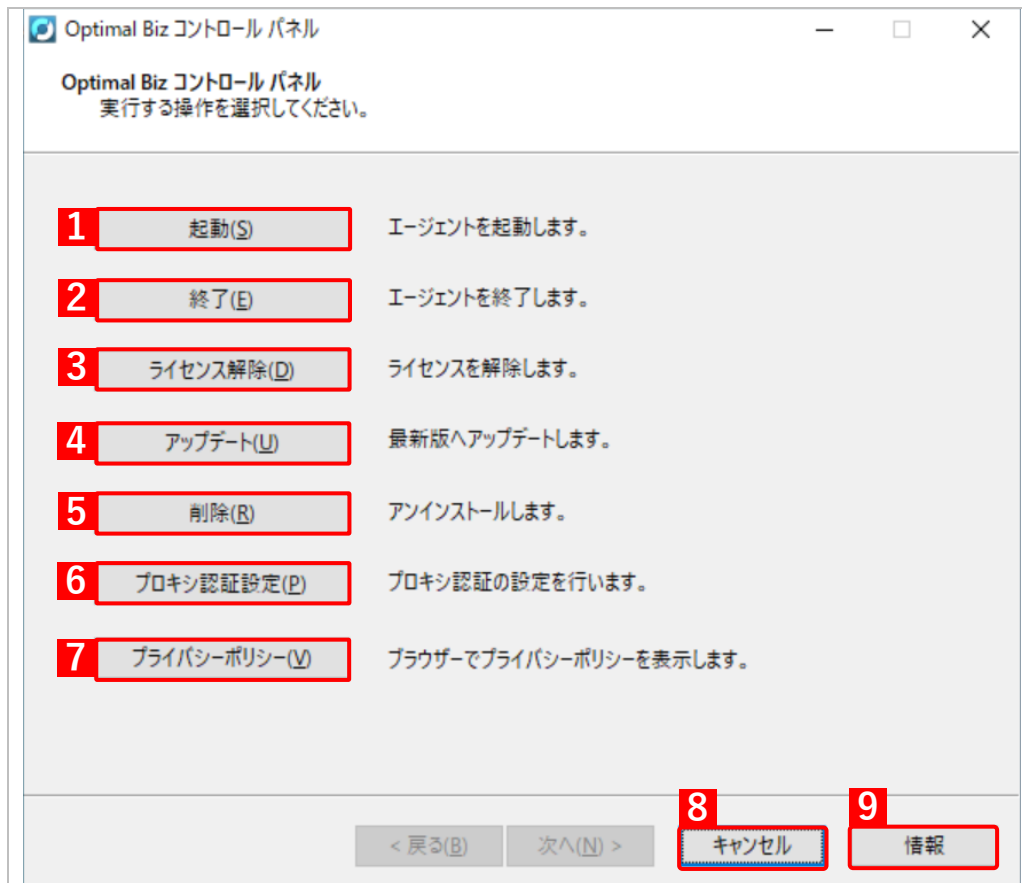 Optimal Biz コントロール パネル
Optimal Biz コントロール パネル
実行する操作を選択してください。
1 起動(S) エージェントを起動します。
2 終了(E) エージェントを終了します。
3 ライセンス解除(D) ライセンスを解除します。
4 アップデート(U) 最新版へアップデートします。
5 削除(R) アンインストールします。
6 プロキシ認証設定(P) プロキシ認証の設定を行います。
7 プライバシーポリシー(V) ブラウザーでプライバシーポリシーを表示します。
8 9
< 戻る(B) 次へ(N) > キャンセル 情報